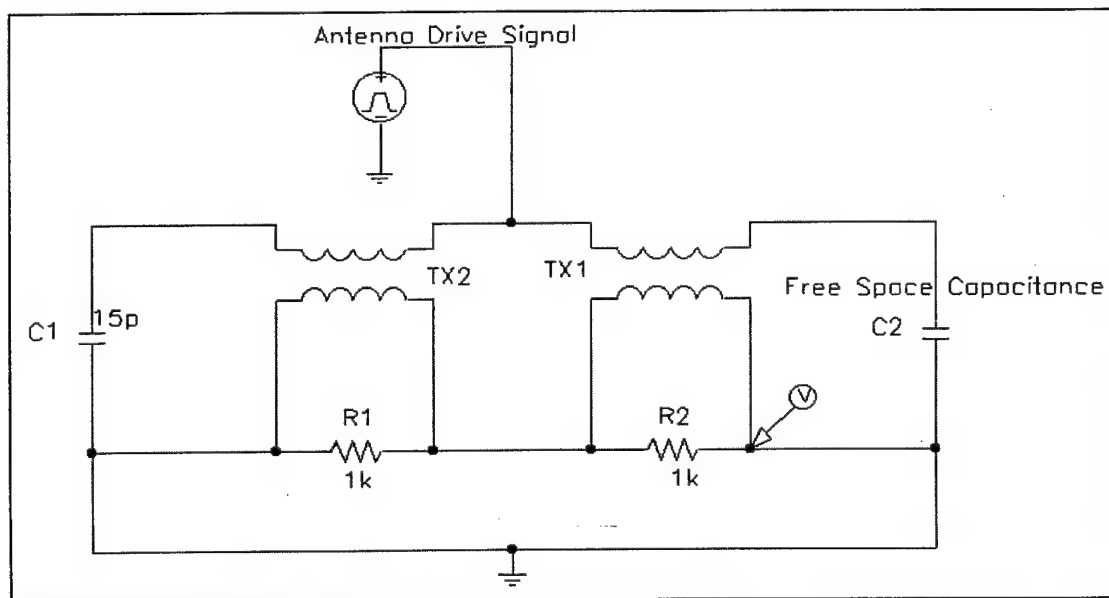 Antenna Drive Signal
TX2
TX1
Free Space Capacitance
C1
15p
C2
V
R1
R2
1k
1k